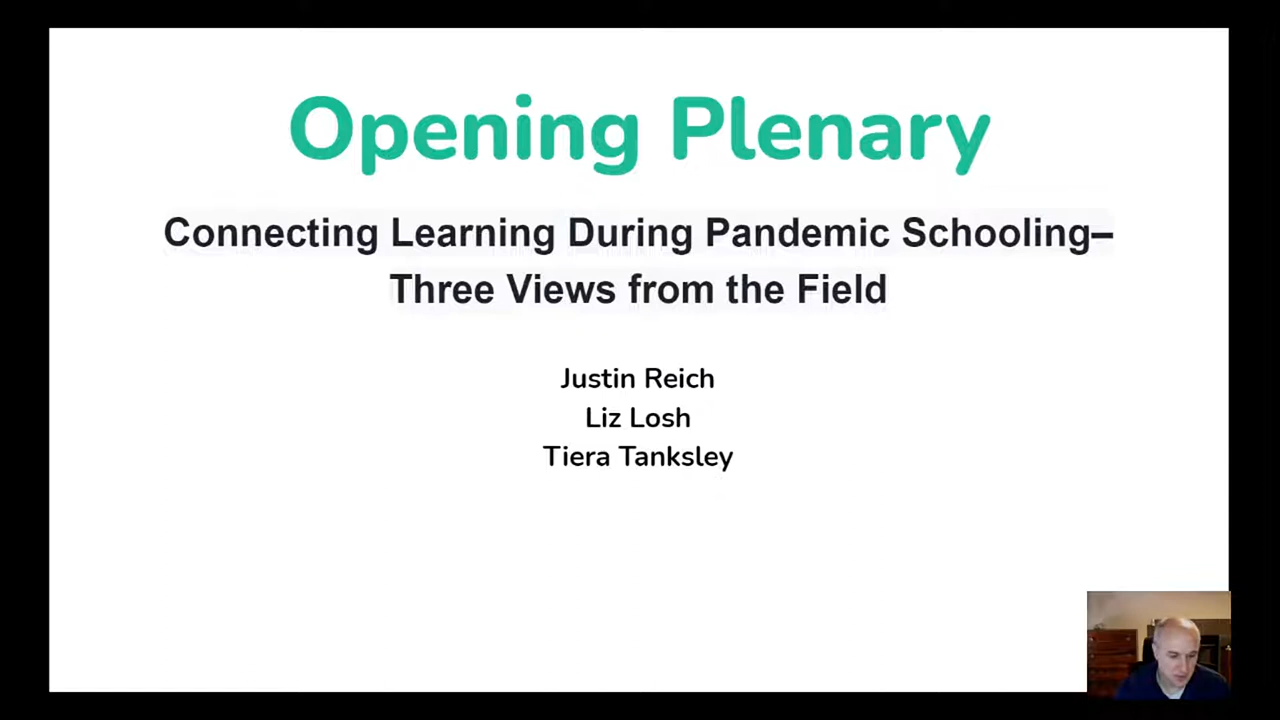 Opening Plenary
Connecting Learning During Pandemic Schooling–
Three Views from the Field
Justin Reich
Liz Losh
Tiera Tanksley